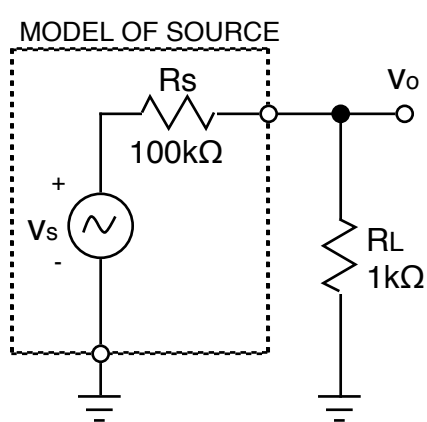 MODEL OF SOURCE
Rs
100kΩ
+
vs
-
vo
RL
1kΩ